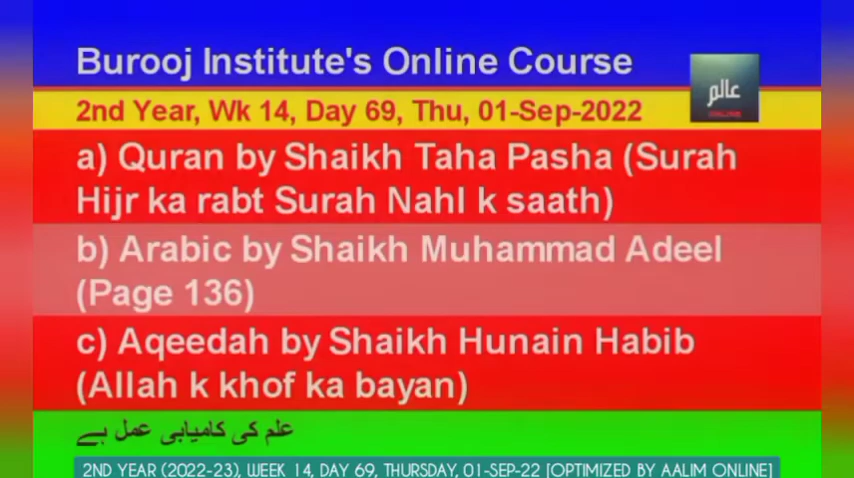 Burooj Institute's Online Course
عالم
2nd Year, Wk 14, Day 69, Thu, 01-Sep-2022
a) Quran by Shaikh Taha Pasha (Surah
Hijr ka rabt Surah Nahl k saath)
b) Arabic by Shaikh Muhammad Adeel
(Page 136)
c) Aqeedah by Shaikh Hunain Habib
(Allah k khof ka bayan)
علم کی کامیابی عمل ہے
2ND YEAR (2022-23), WEEK 14, DAY 69, THURSDAY, 01-SEP-22 [OPTIMIZED BY AALIM ONLINE]